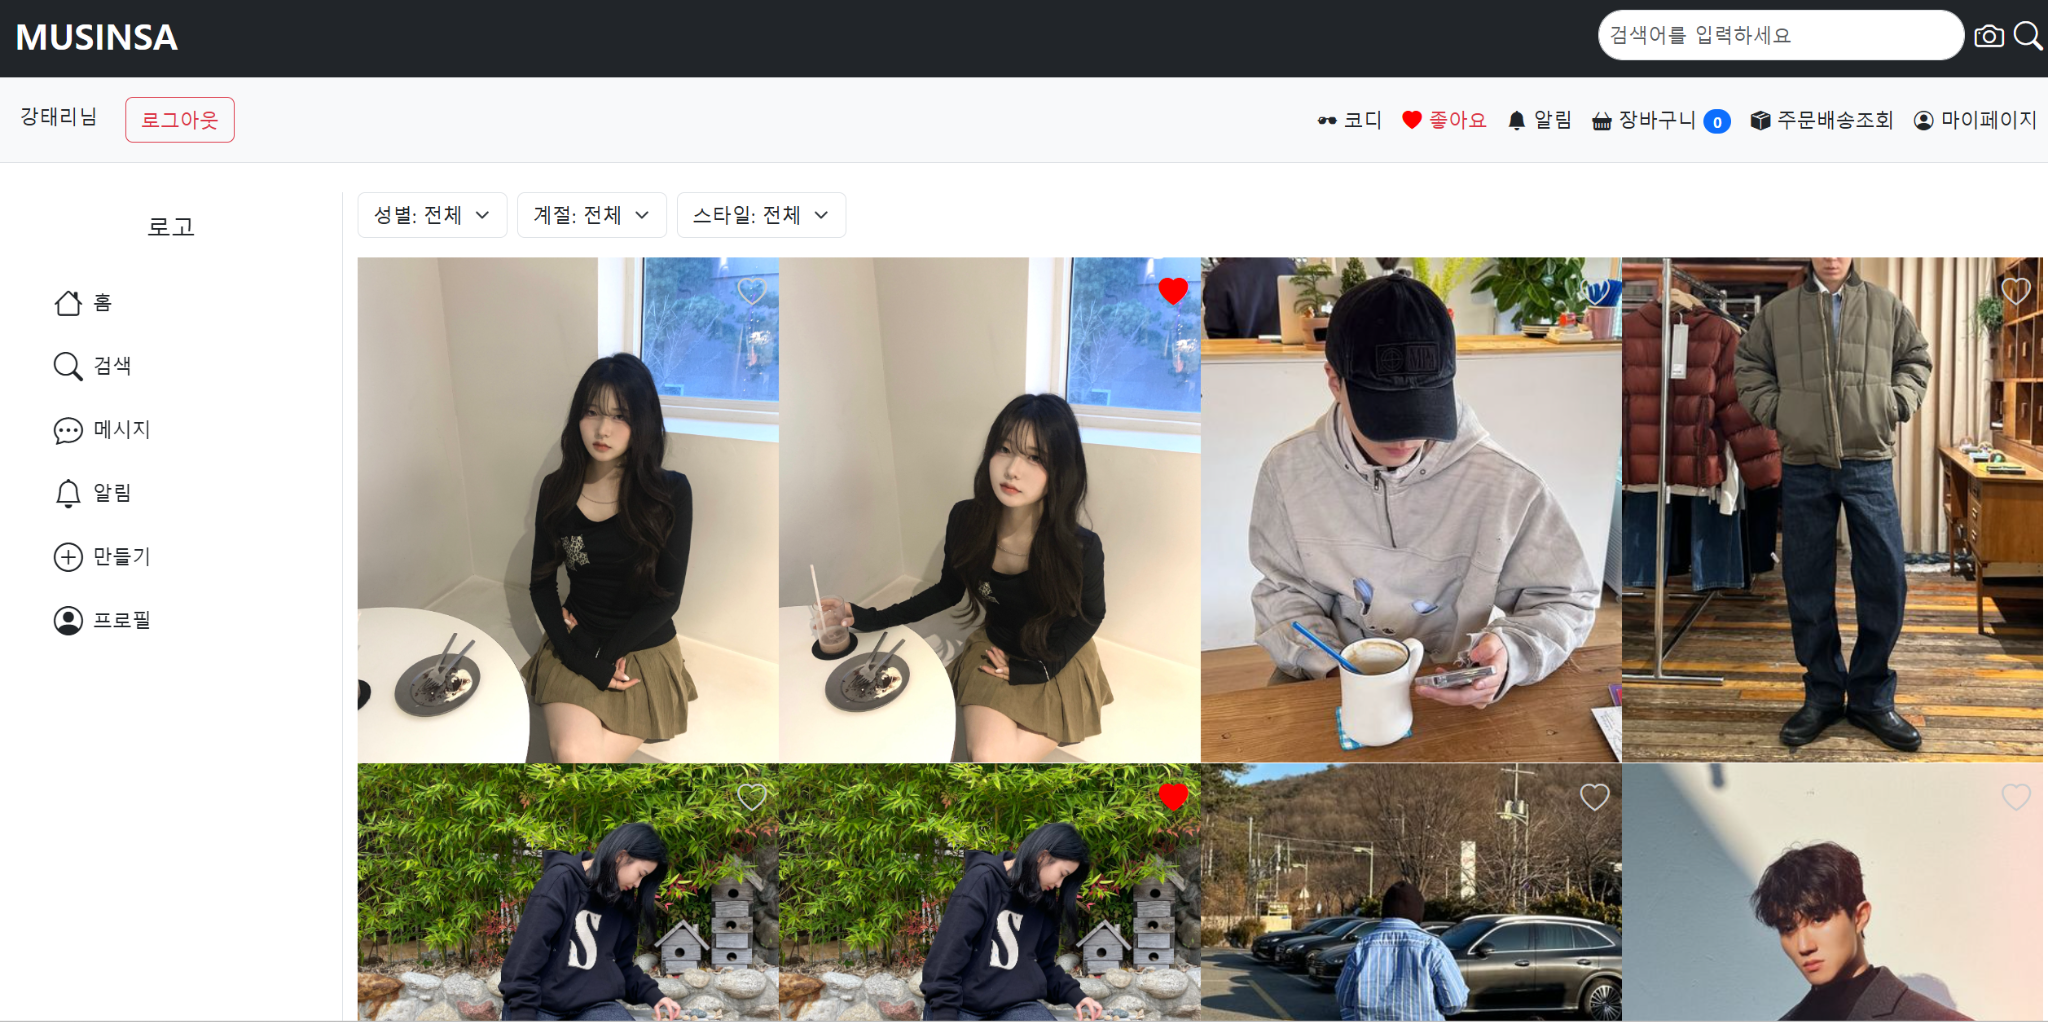 MUSINSA
검색어를 입력하세요
강태리님
로그아웃
코디
좋아요
알림
장바구니 0
주문배송조회
마이페이지
로고
홈
검색
메시지
알림
만들기
프로필
성별: 전체
계절: 전체
스타일: 전체
S
S